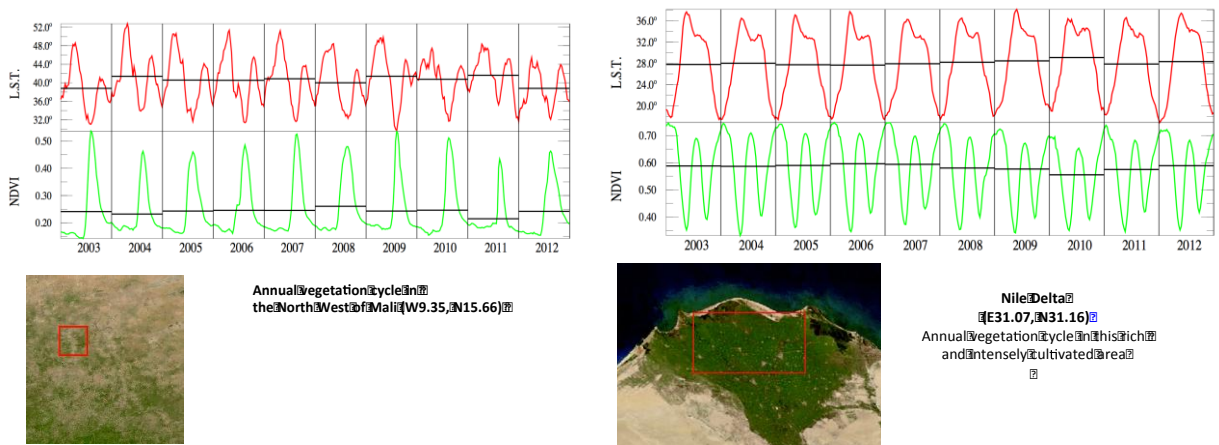 52.0°
48.0
44.0
40.0
36.0
32.0
L.S.T.
0.50
0.40
0.30
0.20
NDVI
2003 2004 2005 2006 2007 2008 2009 2010 2011 2012
Annual vegetation cycle in
the North West of Mali (W9.35, N15.66)
36.0°
32.0
28.0
24.0
20.0
L.S.T.
0.70
0.60
0.50
0.40
NDVI
2003 2004 2005 2006 2007 2008 2009 2010 2011 2012
Nile Delta
(E31.07, N31.16)
Annual vegetation cycle in this rich
and intensely cultivated area